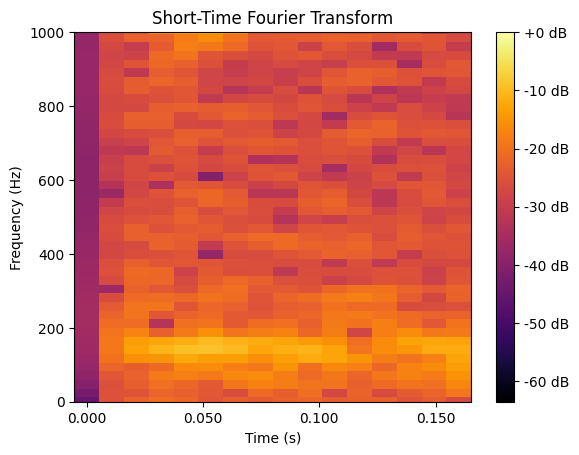 Short-Time Fourier Transform
1000
800
600
400
200
0
Frequency (Hz)
0.000
0.050
0.100
0.150
Time (s)
+0 dB
-10 dB
-20 dB
-30 dB
-40 dB
-50 dB
-60 dB